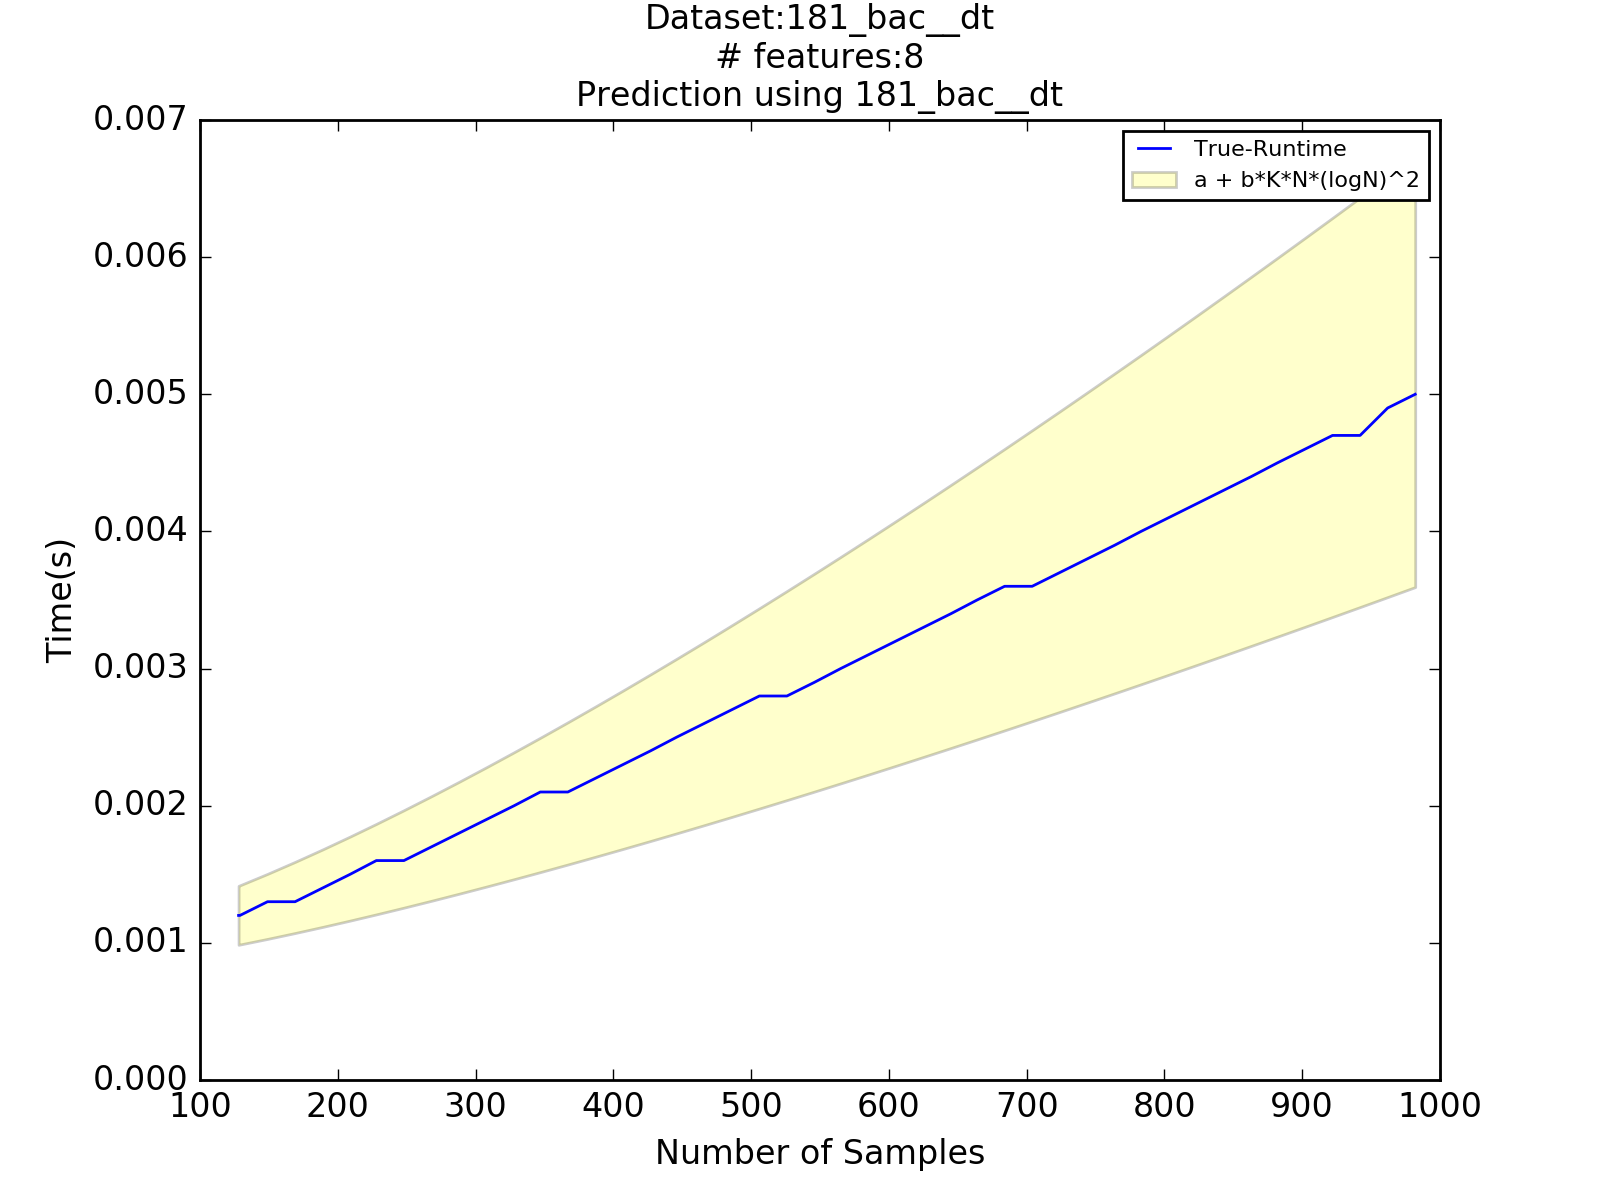 Dataset:181_bac__dt
# features:8
Prediction using 181_bac__dt
True-Runtime
a + b*K*N*(logN)^2
0.007
0.006
0.005
0.004
0.003
0.002
0.001
0.000
Time(s)
100 200 300 400 500 600 700 800 900 1000
Number of Samples